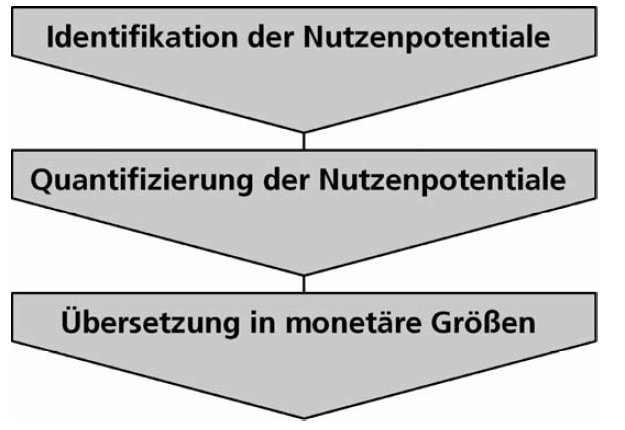 Identifikation der Nutzenpotentiale
Quantifizierung der Nutzenpotentiale
Übersetzung in monetäre Größen